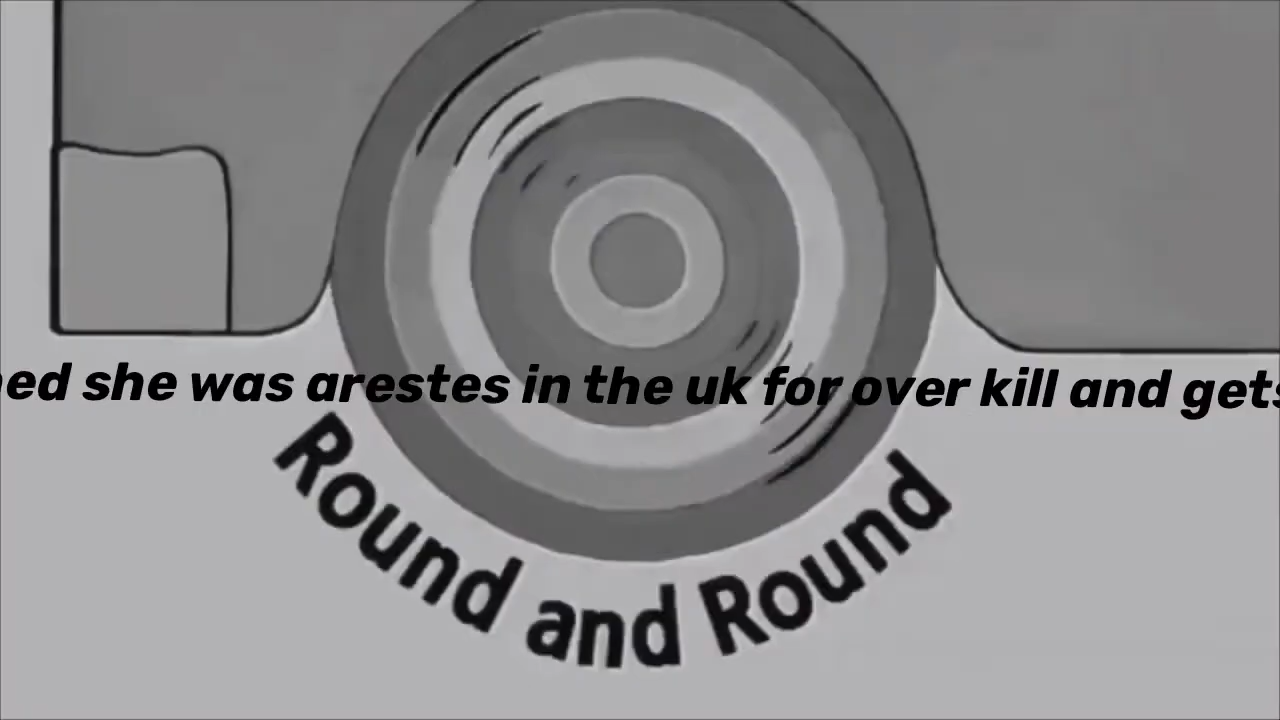 ed she was arestes in the uk for over kill and gets
Round and Round